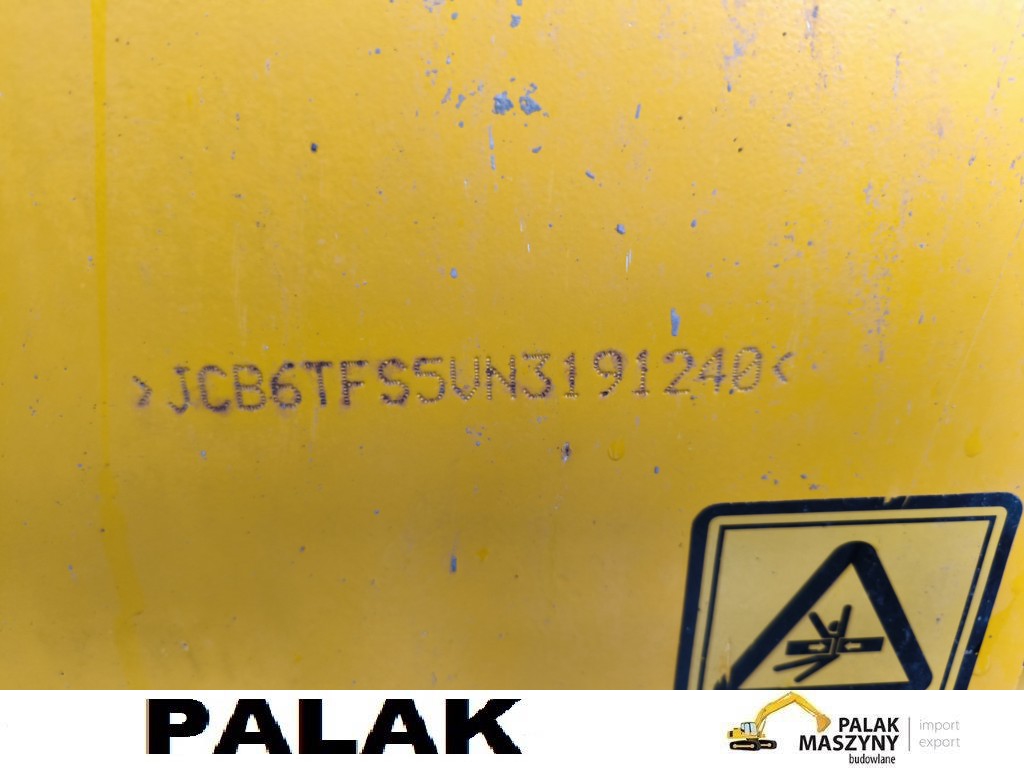 >JCB6TFS5VN3191240<
PALAK
PALAK
MASZYNY
budowlane
import
export